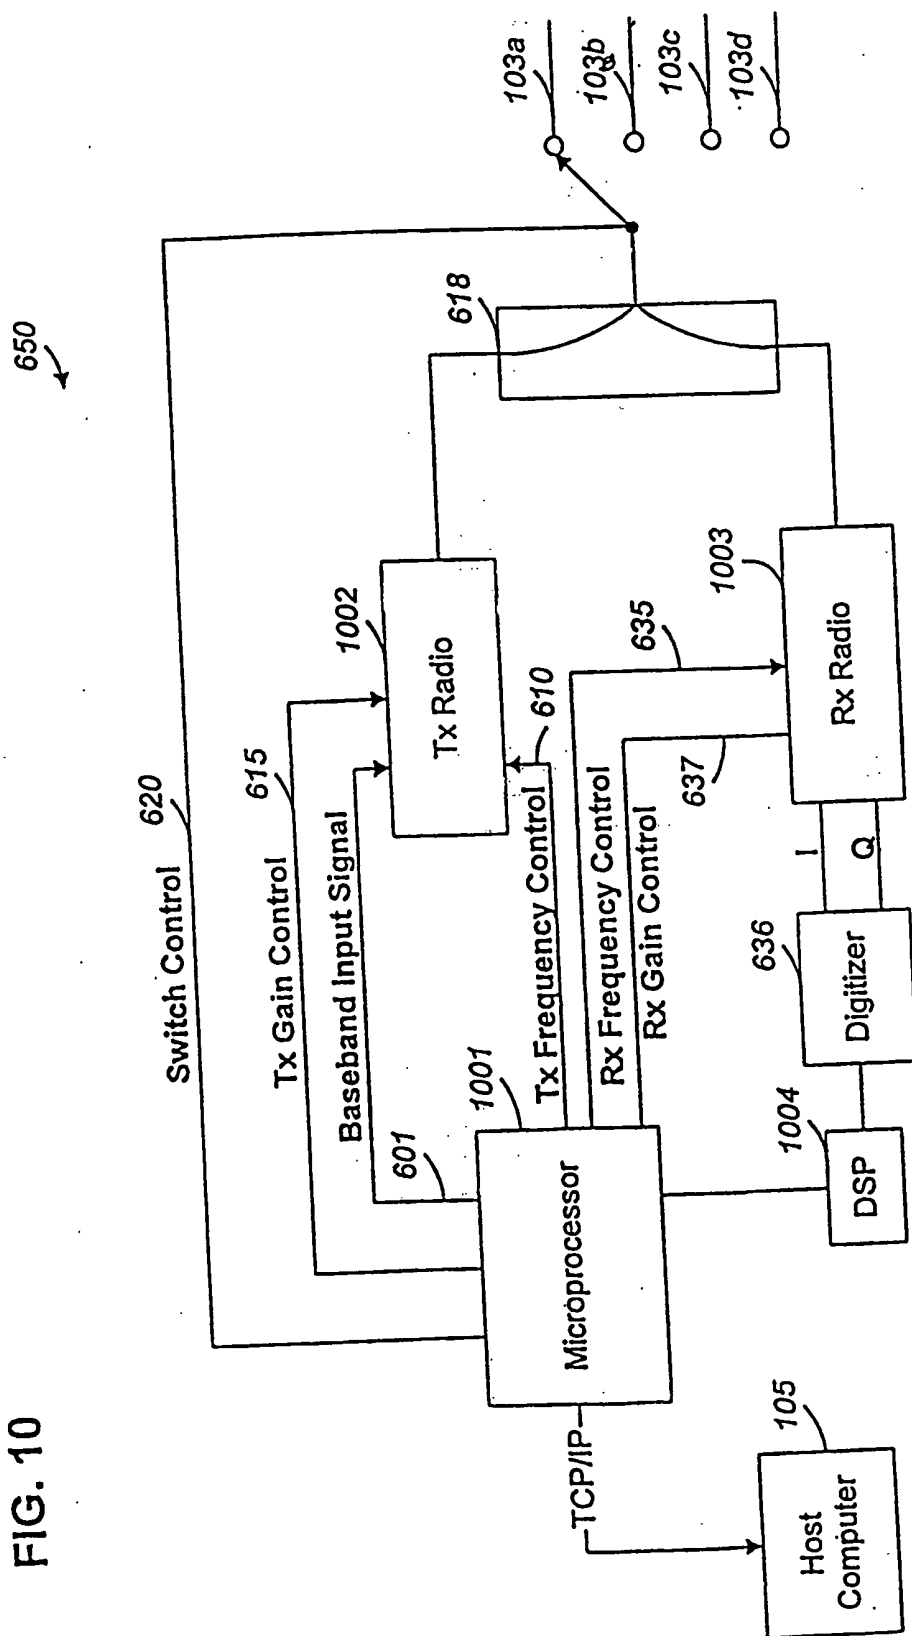 FIG. 10
650
Switch Control
620
Tx Gain Control
615
Baseband Input Signal
601
1001
Microprocessor
Tx Frequency Control
610
Rx Frequency Control
635
Rx Gain Control
637
1002
Tx Radio
618
103a
103b
103c
103d
1003
Rx Radio
I
Q
636
Digitizer
1004
DSP
TCP/IP
105
Host
Computer